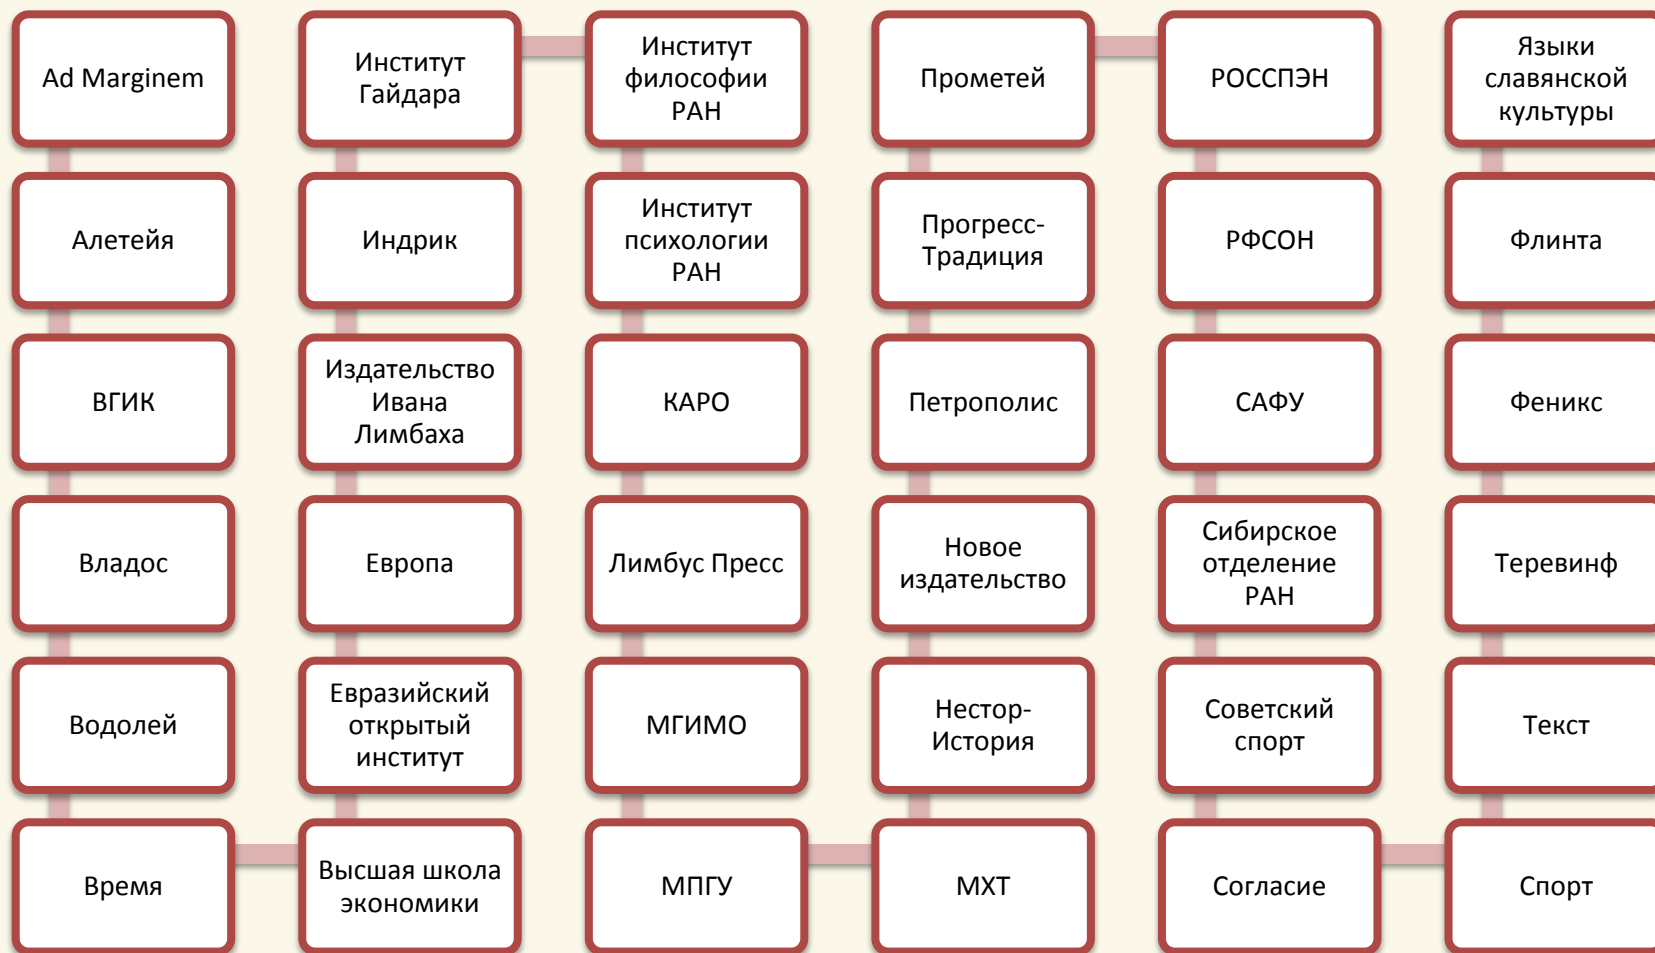 Ad Marginem
Алетейя
ВГИК
Владос
Водолей
Время
Высшая школа
экономики
Евразийский
открытый
институт
Европа
Издательство
Ивана
Лимбаха
Индрик
Институт
Гайдара
Институт
философии
РАН
Институт
психологии
РАН
КАРО
Лимбус Пресс
МГИМО
МПГУ
МХТ
Нестор-
История
Новое
издательство
Петрополис
Прогресс-
Традиция
Прометей
РОССПЭН
РФСОН
САФУ
Сибирское
отделение
РАН
Советский
спорт
Согласие
Спорт
Текст
Теревинф
Феникс
Флинта
Языки
славянской
культуры